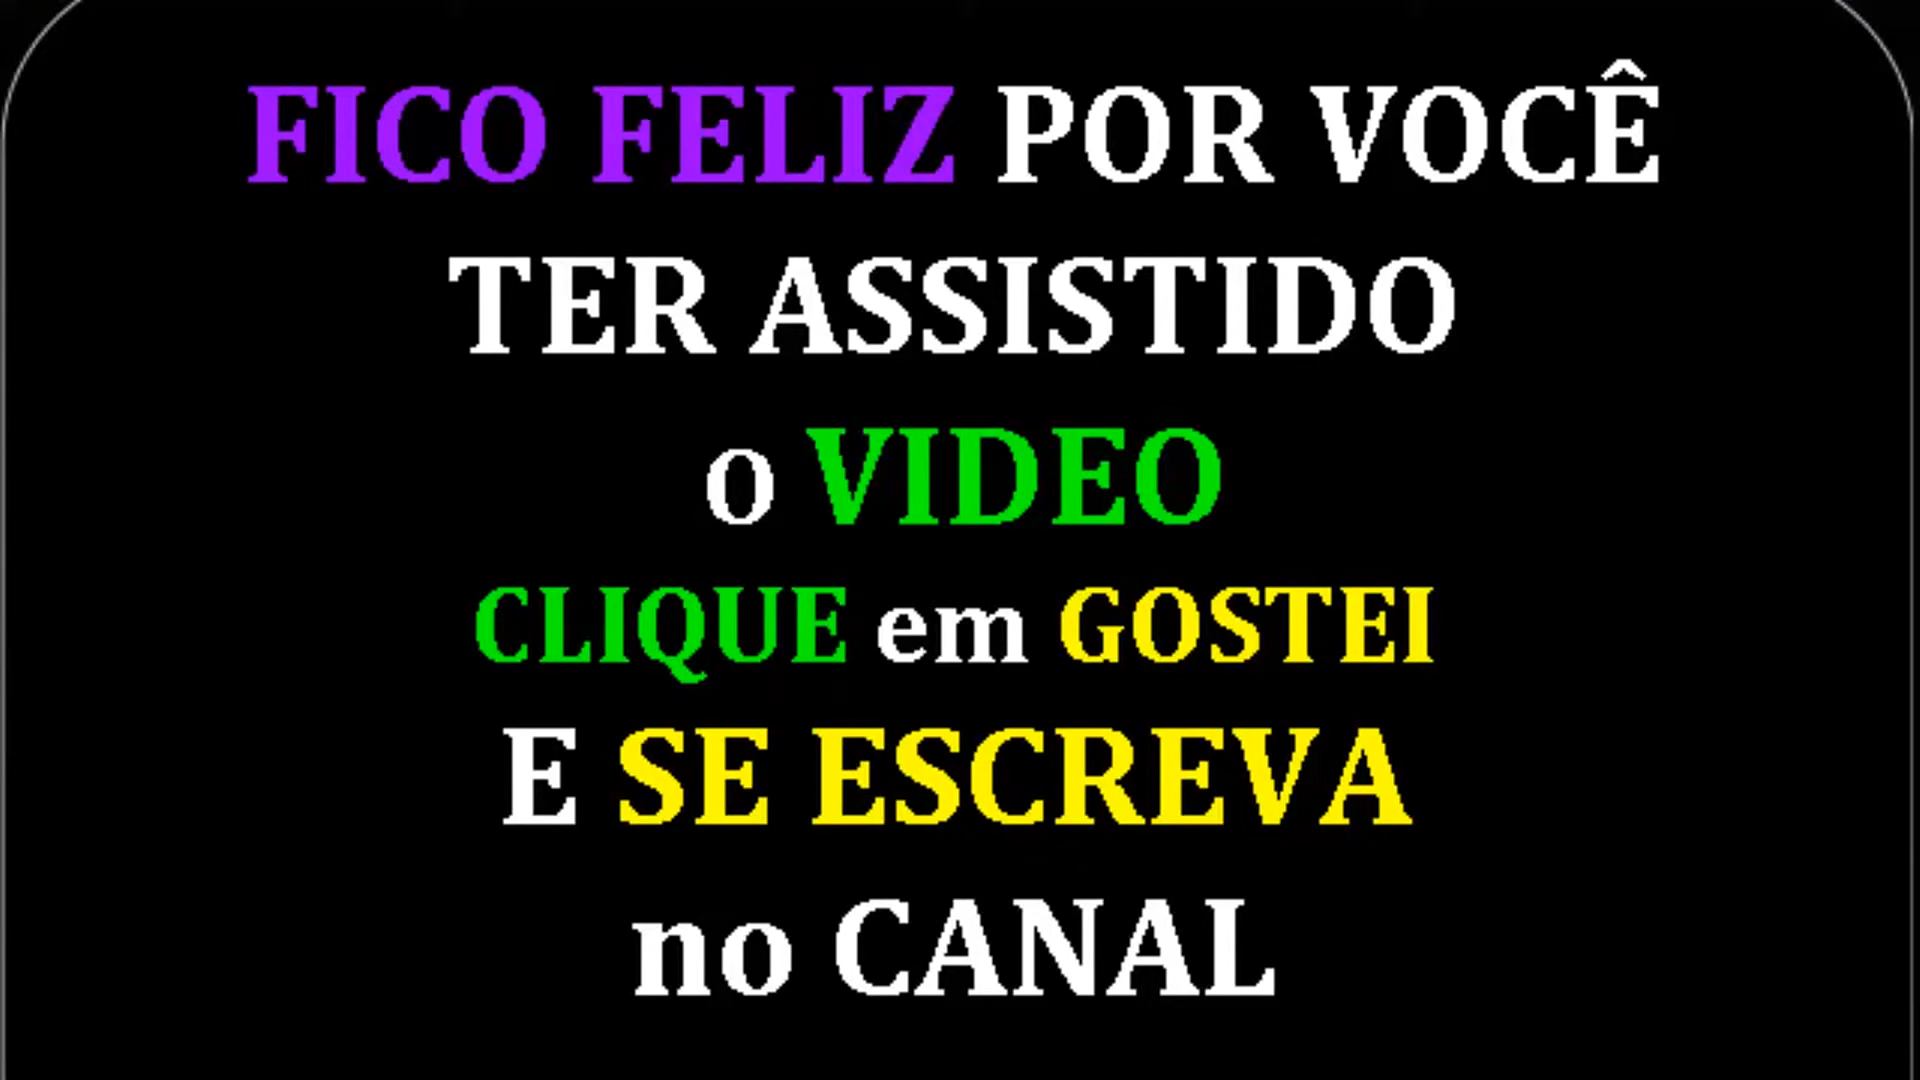 FICO FELIZ POR VOCÊ
TER ASSISTIDO
o VIDEO
CLIQUE em GOSTEI
E SE ESCREVA
no CANAL